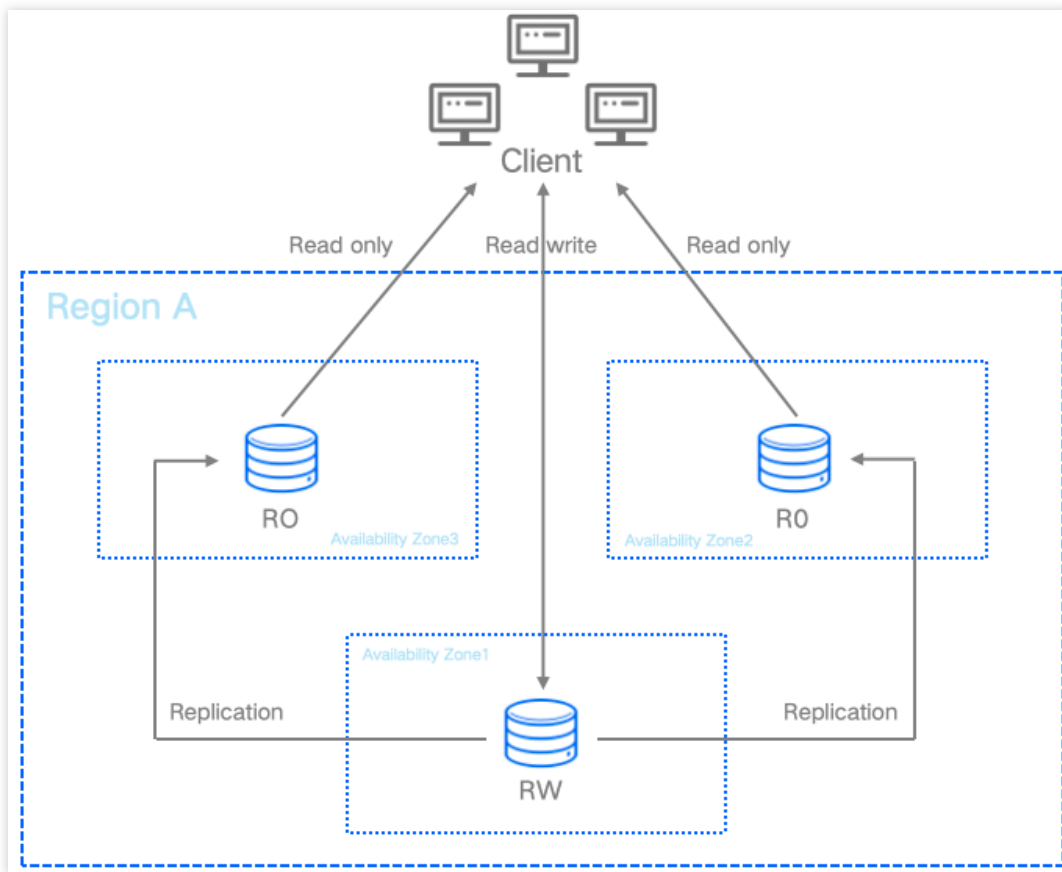 Client
Read only
Read write
Read only
Region A
RO
Availability Zone3
R0
Availability Zone2
Availability Zone1
Replication
Replication
RW